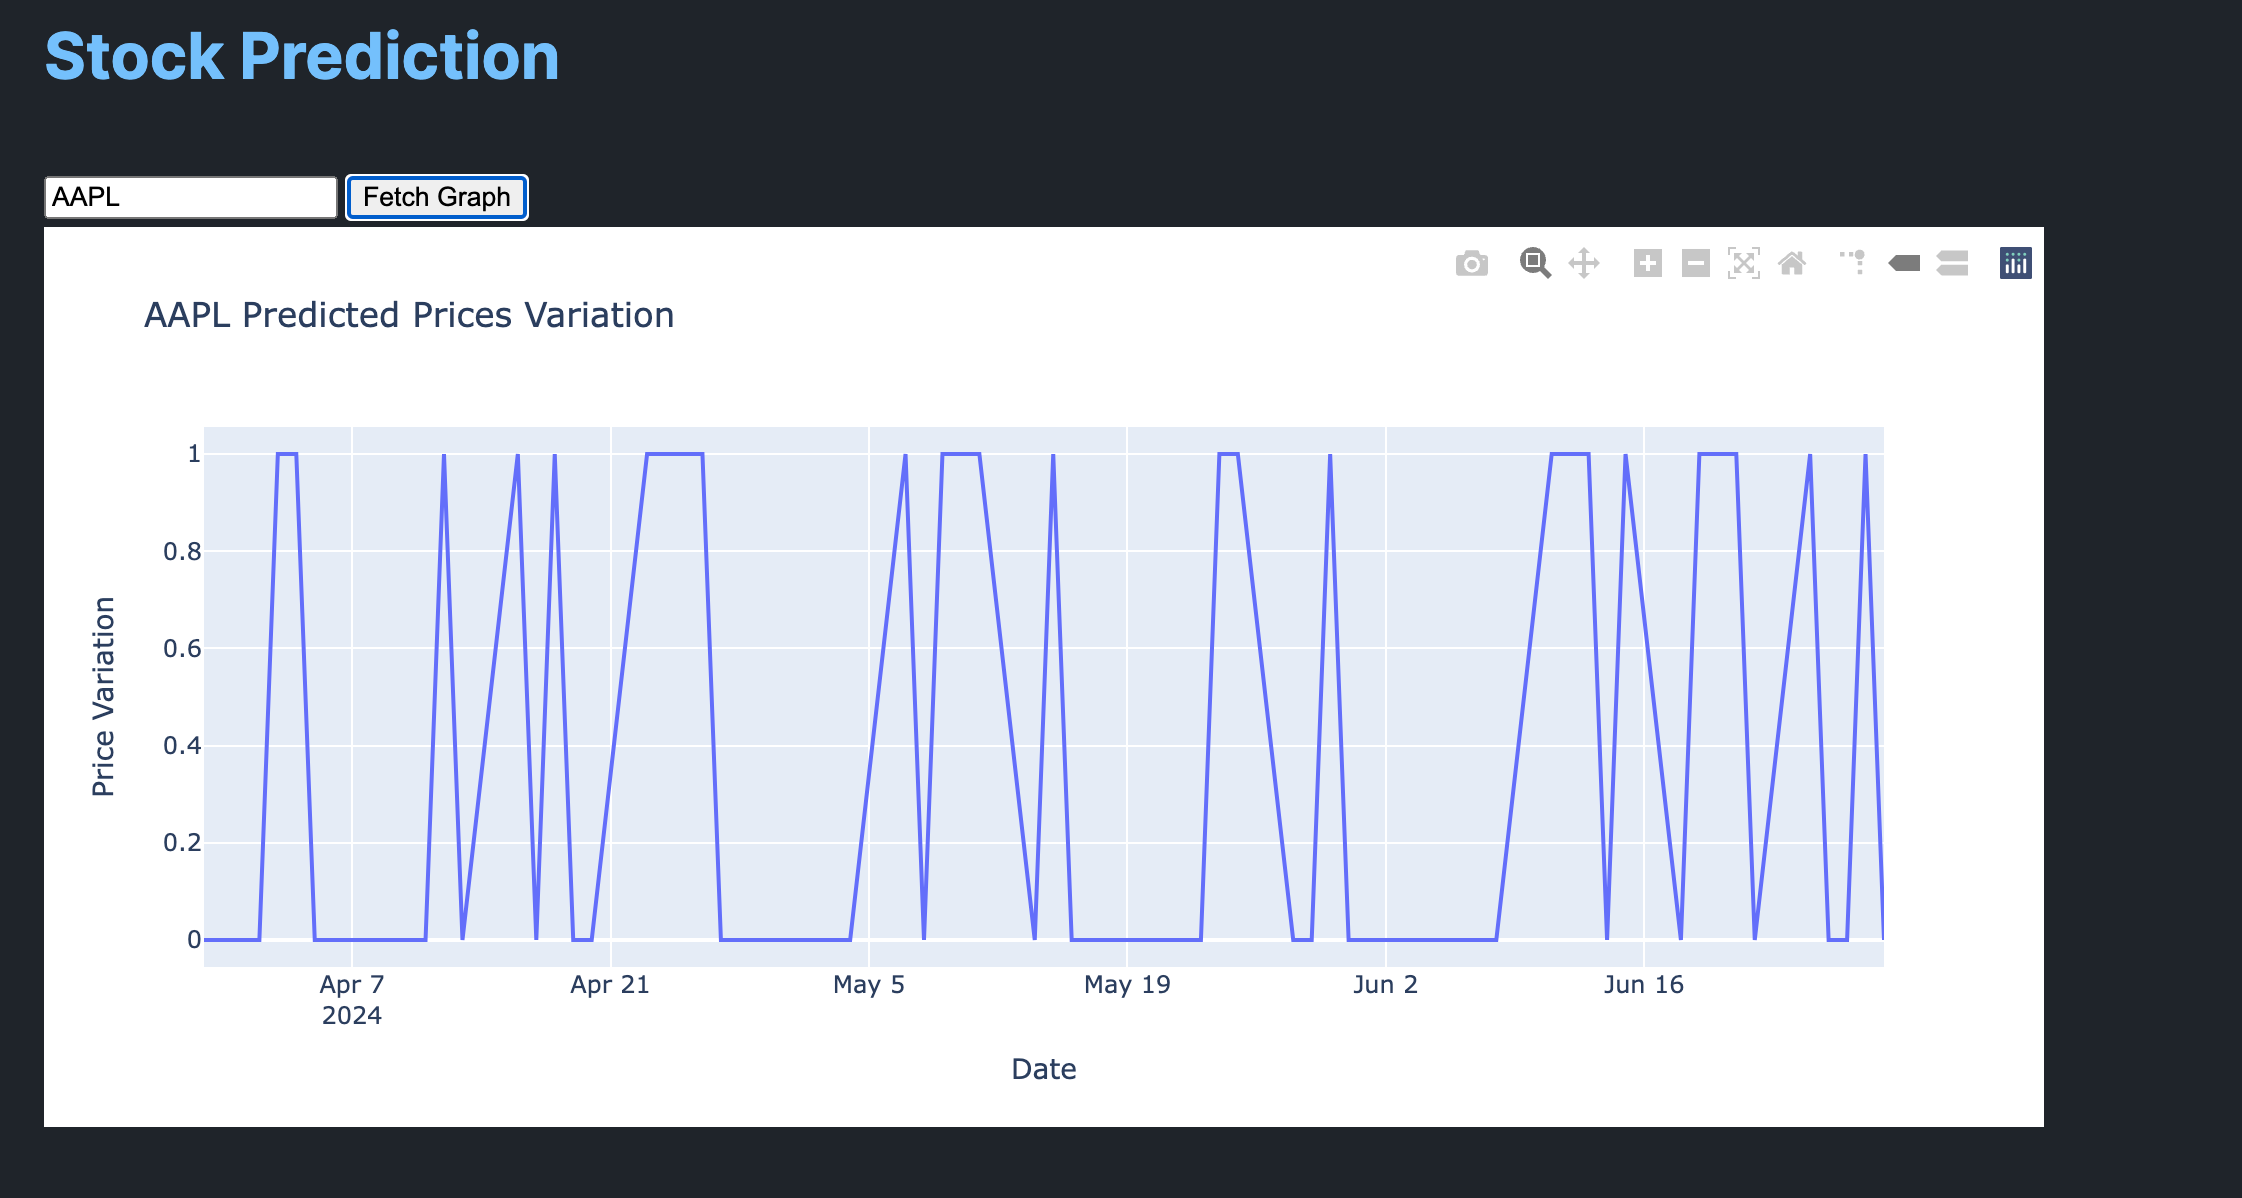 Stock Prediction
AAPL Fetch Graph
AAPL Predicted Prices Variation
1
0.8
0.6
0.4
0.2
0
Price Variation
Apr 7 Apr 21 May 5 May 19 Jun 2 Jun 16
2024
Date